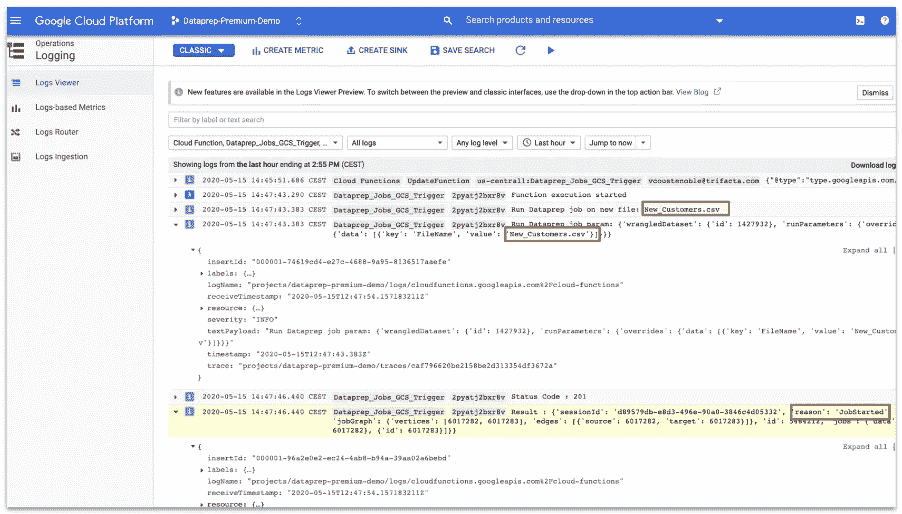 Google Cloud Platform
Dataprep-Premium-Demo
Search products and resources
Operations
Logging
CLASSIC
CREATE METRIC
CREATE SINK
SAVE SEARCH
Logs Viewer
Logs-based Metrics
Logs Router
Logs Ingestion
New features are available in the Logs Viewer Preview. To switch between the preview and classic interfaces, use the drop-down in the top action bar. View Blog
Dismiss
Filter by label or text search
Cloud Function, Dataprep_Jobs_GCS_Trigger, ...
All logs
Any log level
Last hour
Jump to now
Showing logs from the last hour ending at 2:55 PM (CEST)
Download log
2020-05-15 14:45:51.686 CEST Cloud Functions UpdateFunction us-central1:Dataprep_Jobs_GCS_Trigger vcoustenoble@trifacta.com {"@type":"type.googleapis.com,
2020-05-15 14:47:43.290 CEST Dataprep_Jobs_GCS_Trigger 2pyatj2bxr8v Function execution started
2020-05-15 14:47:43.383 CEST Dataprep_Jobs_GCS_Trigger 2pyatj2bxr8v Run Dataprep job on new file: New_Customers.csv
2020-05-15 14:47:43.383 CEST Dataprep_Jobs_GCS_Trigger 2pyatj2bxr8v Run Dataprep job param: {'wrangledDataset': {'id': 1427932}, 'runParameters': {'overric
{'data': [{'key': 'FileName', 'value': 'New_Customers.csv'}]}}}
Expand all
{
insertId: "000001-74619cd4-e27c-4688-9a95-8136517aaefe"
labels: {…}
logName: "projects/dataprep-premium-demo/logs/cloudfunctions.googleapis.com%2Fcloud-functions"
receiveTimestamp: "2020-05-15T12:47:54.157183211Z"
resource: {…}
severity: "INFO"
textPayload: "Run Dataprep job param: {'wrangledDataset': {'id': 1427932}, 'runParameters': {'overrides': {'data': [{'key': 'FileName', 'value': 'New_Custo
v'}]}}}"
timestamp: "2020-05-15T12:47:43.383Z"
trace: "projects/dataprep-premium-demo/traces/caf796620be2158be2d313354df3672a"
}
2020-05-15 14:47:46.440 CEST Dataprep_Jobs_GCS_Trigger 2pyatj2bxr8v Status Code : 201
2020-05-15 14:47:46.440 CEST Dataprep_Jobs_GCS_Trigger 2pyatj2bxr8v Result : {'sessionId': 'd89579db-e8d3-496e-90a0-3846c4d05332', 'reason': 'JobStarted'
'jobGraph': {'vertices': [6017282, 6017283], 'edges': [{'source': 6017282, 'target': 6017283}]}, 'id': 'jobs': {'data'
6017282}, {'id': 6017283}]}}
Expand all
{
insertId: "000001-96a2e0e2-ec24-4ab8-b94a-39aa02a6bebd"
labels: {…}
logName: "projects/dataprep-premium-demo/logs/cloudfunctions.googleapis.com%2Fcloud-functions"
receiveTimestamp: "2020-05-15T12:47:54.157183211Z"
resource: {…}